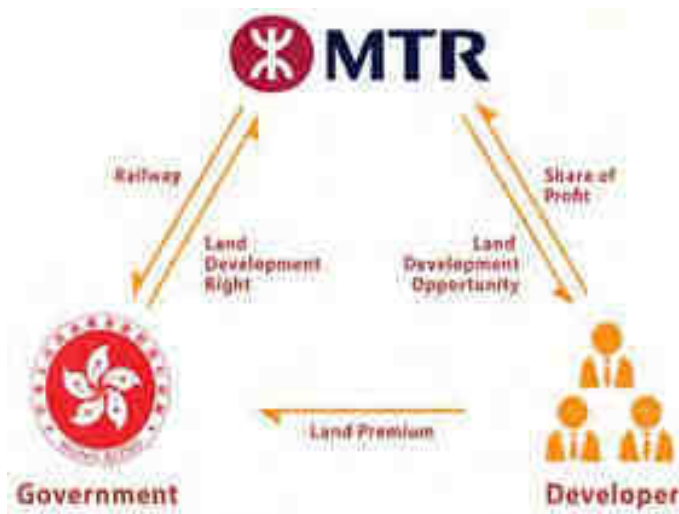 MTR
Railway
Share of
Profit
Land
Development
Right
Land
Development
Opportunity
Land Premium
Government
Developer